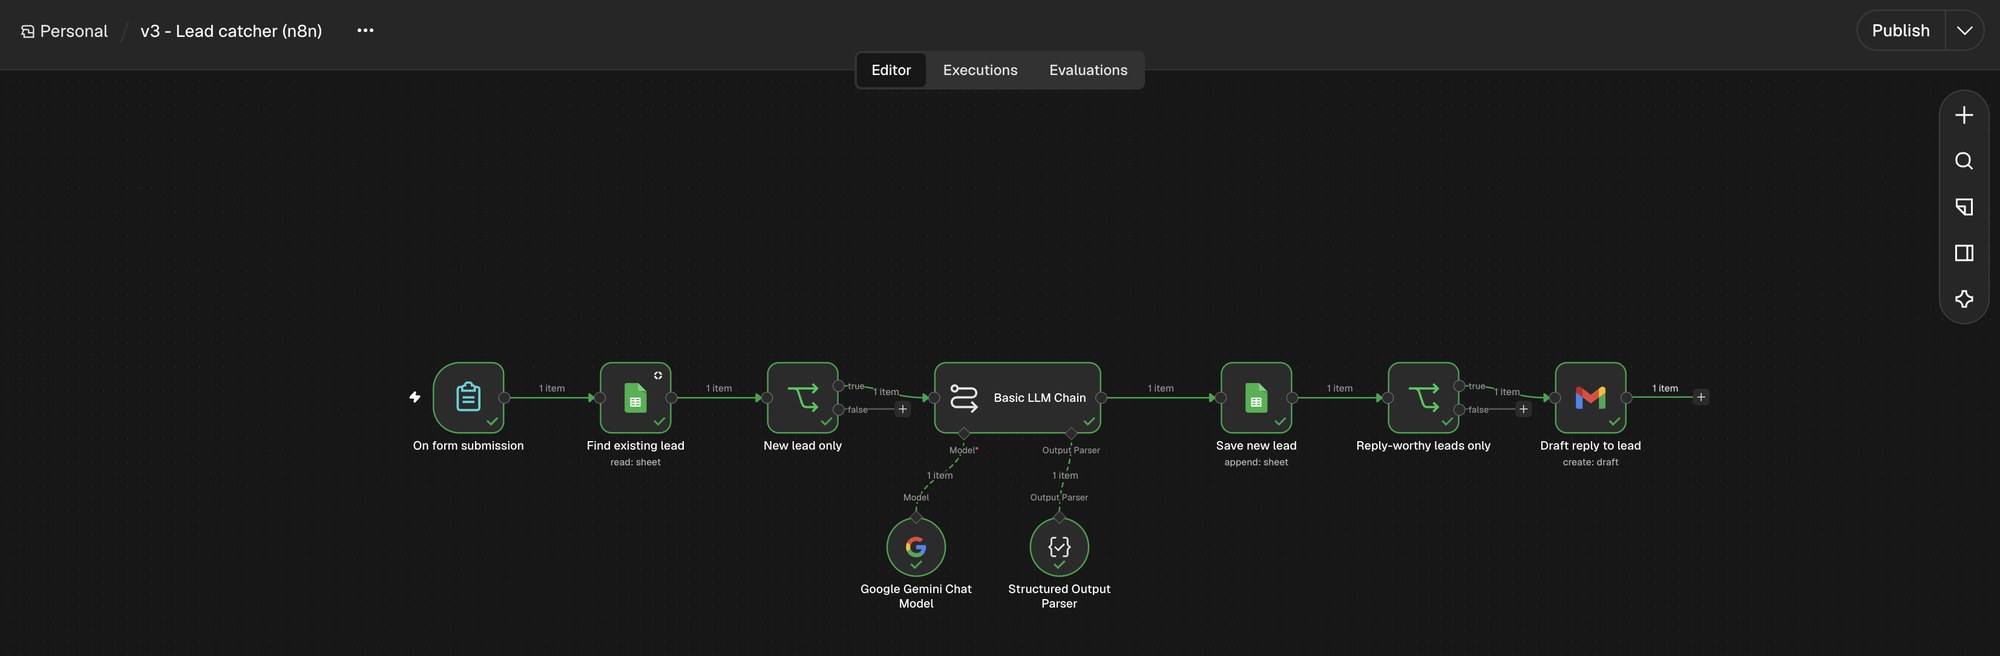 Personal / v3 - Lead catcher (n8n) ...
Publish
Editor Executions Evaluations
1 item 1 item true 1 item 1 item 1 item true 1 item 1 item
Basic LLM Chain
false false
On form submission Find existing lead New lead only Save new lead Reply-worthy leads only Draft reply to lead
Model* Output Parser
read: sheet append: sheet create: draft
1 item 1 item
Model Output Parser
Google Gemini Chat Structured Output
Model Parser